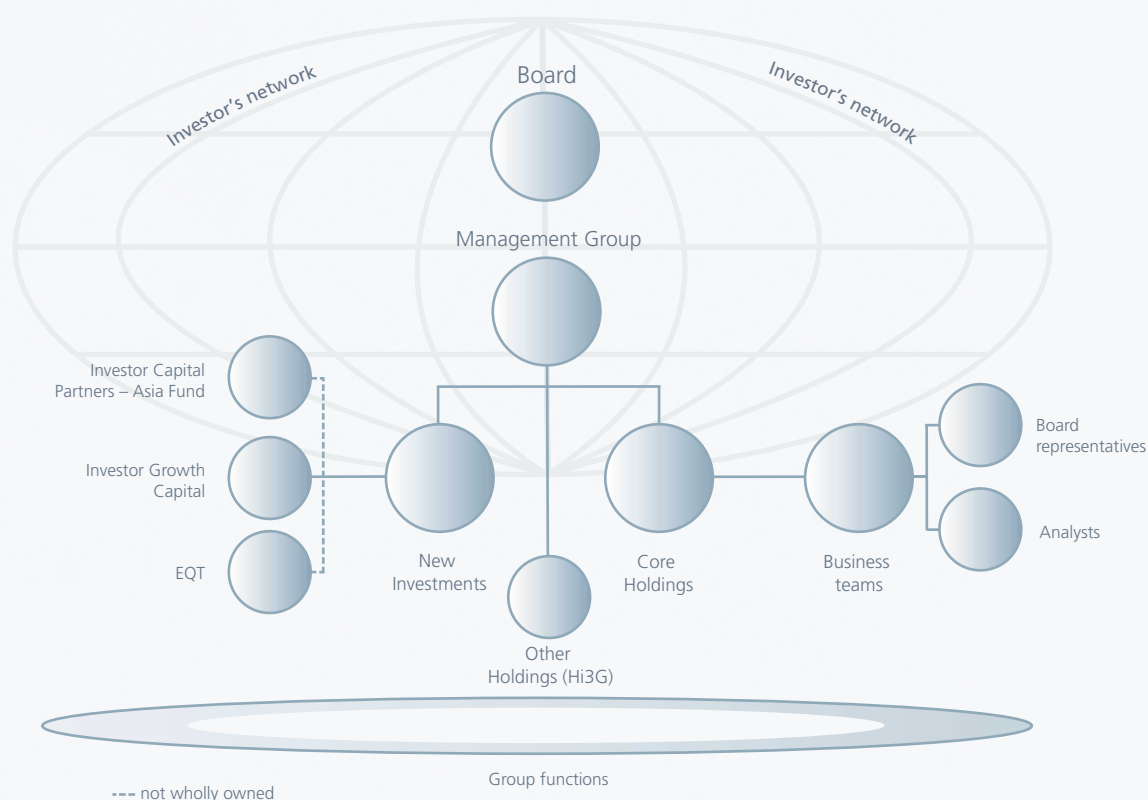 Investor's network
Investor's network
Board
Management Group
Investor Capital
Partners – Asia Fund
Investor Growth
Capital
EQT
New
Investments
Core
Holdings
Business
teams
Board
representatives
Analysts
Other
Holdings (Hi3G)
Group functions
not wholly owned